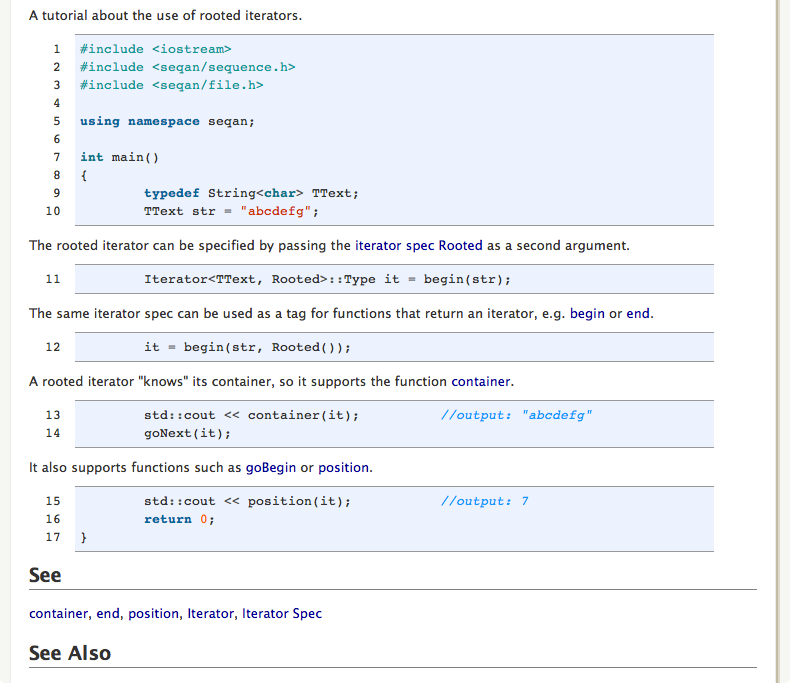 A tutorial about the use of rooted iterators.
1 #include <iostream>
2 #include <seqan/sequence.h>
3 #include <seqan/file.h>
4
5 using namespace seqan;
6
7 int main()
8 {
9 typedef String<char> TText;
10 TText str = "abcdefg";
The rooted iterator can be specified by passing the iterator spec Rooted as a second argument.
11 Iterator<TText, Rooted>::Type it = begin(str);
The same iterator spec can be used as a tag for functions that return an iterator, e.g. begin or end.
12 it = begin(str, Rooted());
A rooted iterator "knows" its container, so it supports the function container.
13 std::cout << container(it); //output: "abcdefg"
14 goNext(it);
It also supports functions such as goBegin or position.
15 std::cout << position(it); //output: 7
16 return 0;
17 }
See
container, end, position, Iterator, Iterator Spec
See Also